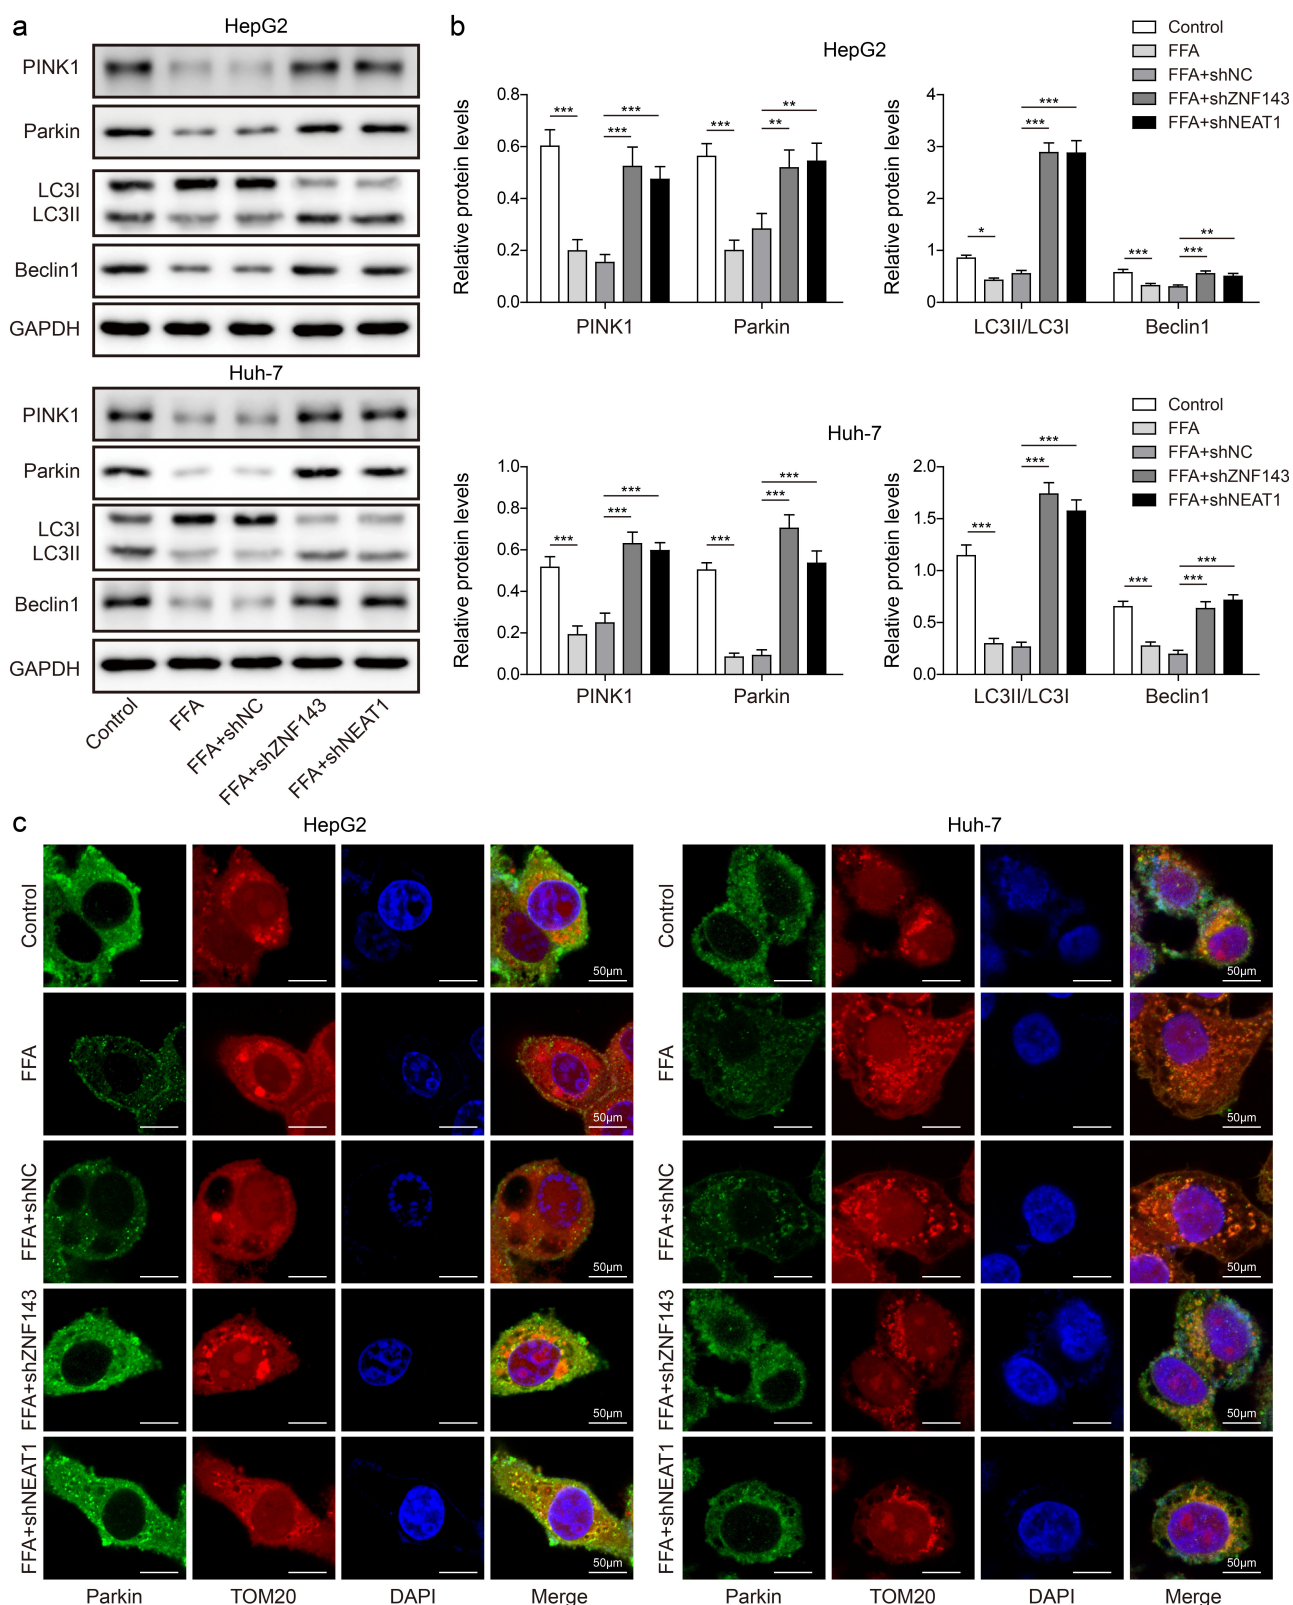 a
HepG2
PINK1
Parkin
LC3I
LC3II
Beclin1
GAPDH
Huh-7
PINK1
Parkin
LC3I
LC3II
Beclin1
GAPDH
Control
FFA
FFA+shNC
FFA+shZNF143
FFA+shNEAT1
b
HepG2
Control
FFA
FFA+shNC
FFA+shZNF143
FFA+shNEAT1
Relative protein levels
0.8
0.6
0.4
0.2
0.0
*** *** *** *** ** **
PINK1 Parkin
Relative protein levels
4
3
2
1
0
* *** *** *** *** **
LC3II/LC3I Beclin1
Huh-7
Control
FFA
FFA+shNC
FFA+shZNF143
FFA+shNEAT1
Relative protein levels
1.0
0.8
0.6
0.4
0.2
0.0
*** *** *** *** *** ***
PINK1 Parkin
Relative protein levels
2.0
1.5
1.0
0.5
0.0
*** *** *** *** *** ***
LC3II/LC3I Beclin1
c
HepG2 Huh-7
Control 50μm Control 50μm
FFA 50μm FFA 50μm
FFA+shNC 50μm FFA+shNC 50μm
FFA+shZNF143 50μm FFA+shZNF143 50μm
FFA+shNEAT1 50μm FFA+shNEAT1 50μm
Parkin TOM20 DAPI Merge Parkin TOM20 DAPI Merge